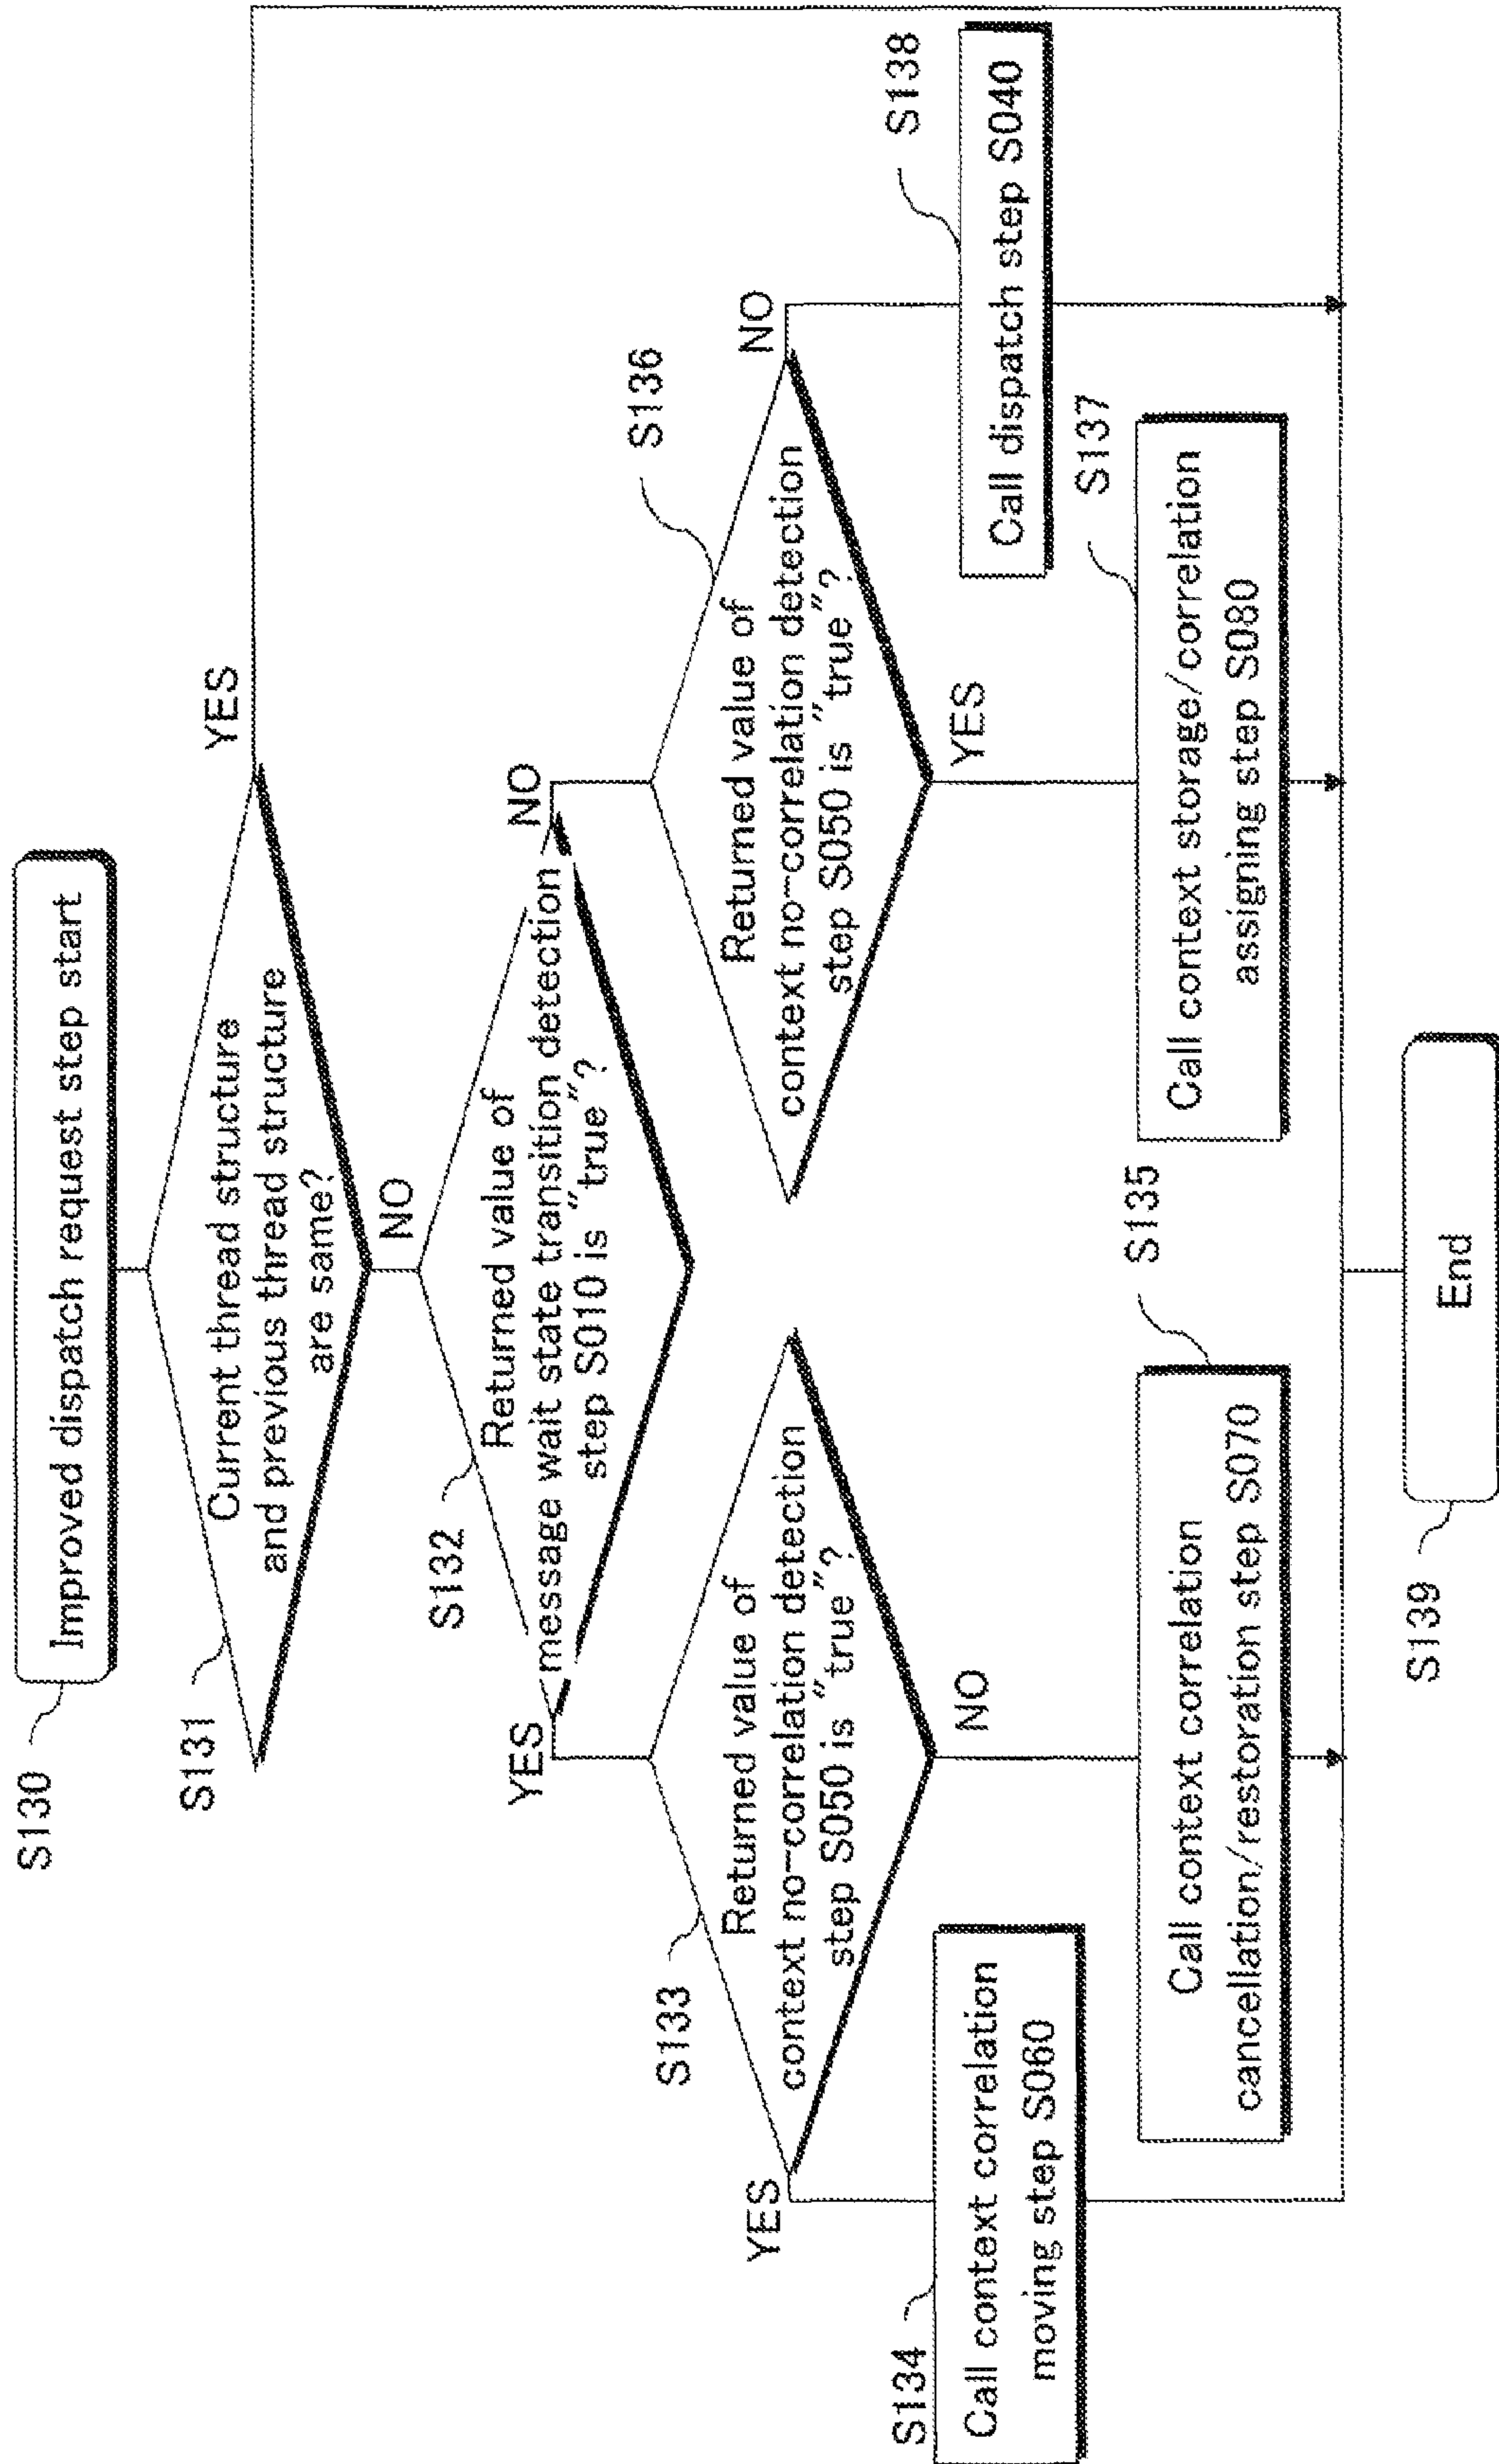 S130
Improved dispatch request step start
S131
Current thread structure
and previous thread structure
are same?
YES
NO
S132
Returned value of
message wait state transition detection
step S010 is "true"?
YES
NO
S133
Returned value of
context no-correlation detection
step S050 is "true"?
YES
NO
S136
Returned value of
context no-correlation detection
step S050 is "true"?
NO
YES
S134
Call context correlation
moving step S060
S135
Call context correlation
cancellation/restoration step S070
S137
Call context storage/correlation
assigning step S080
S138
Call dispatch step S040
S139
End